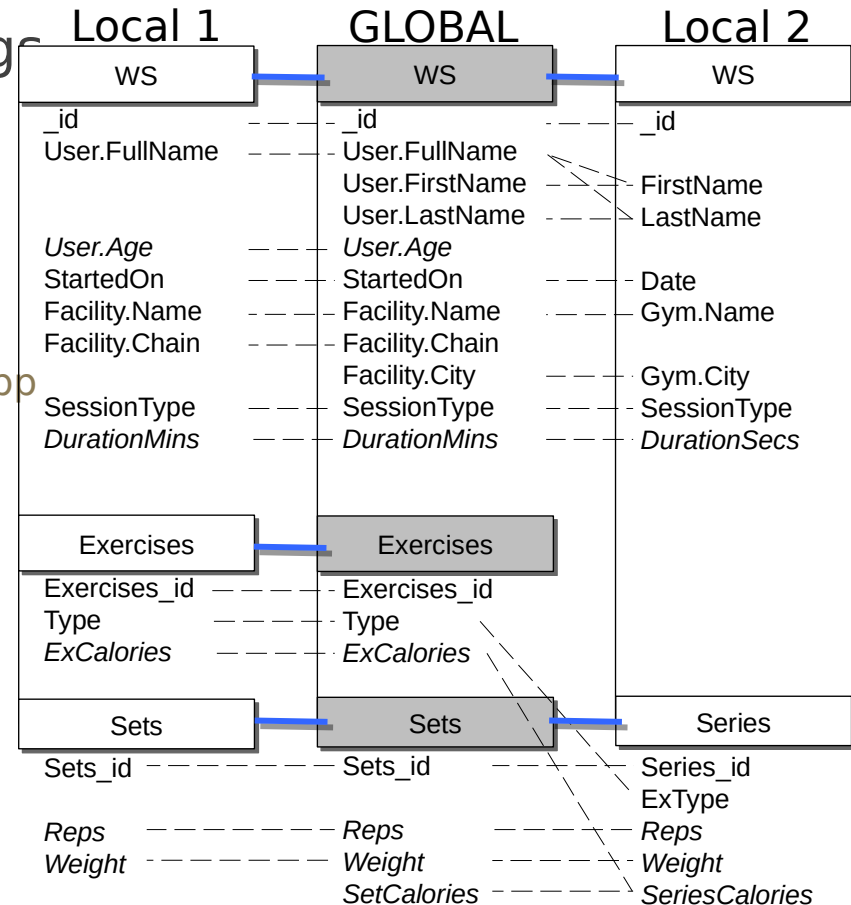 Local 1 GLOBAL Local 2
gs
WS WS WS
_id _id _id
User.FullName User.FullName
User.FirstName FirstName
User.LastName LastName
User.Age User.Age
StartedOn StartedOn Date
Facility.Name Facility.Name Gym.Name
Facility.Chain Facility.Chain
Facility.City Gym.City
op
SessionType SessionType SessionType
DurationMins DurationMins DurationSecs
Exercises Exercises
Exercises_id Exercises_id
Type Type
ExCalories ExCalories
Sets Sets Series
Sets_id Sets_id Series_id
ExType
Reps Reps Reps
Weight Weight Weight
SetCalories SeriesCalories